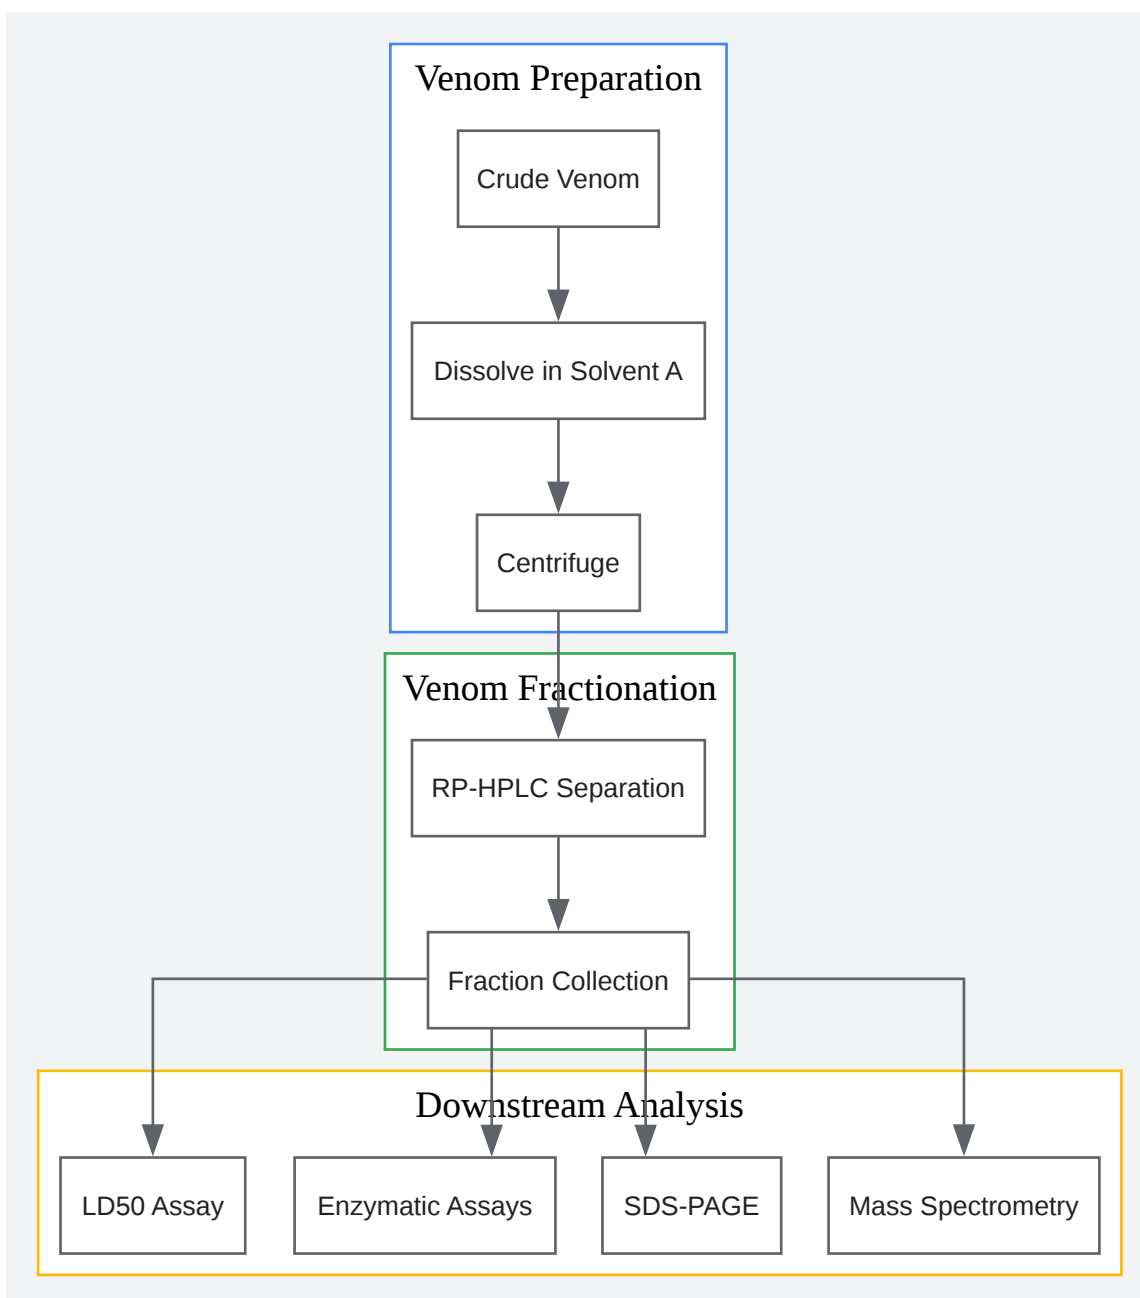 Venom Preparation
Crude Venom
Dissolve in Solvent A
Centrifuge
Venom Fractionation
RP-HPLC Separation
Fraction Collection
Downstream Analysis
LD50 Assay
Enzymatic Assays
SDS-PAGE
Mass Spectrometry